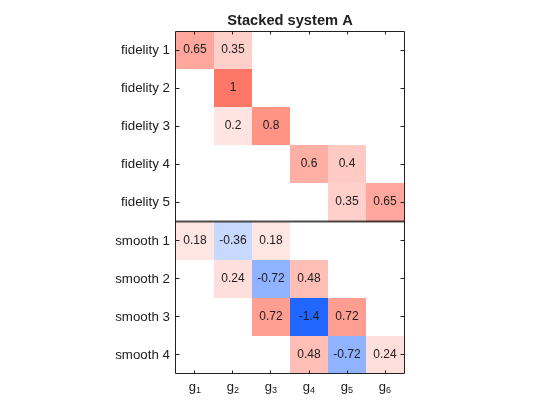 Stacked system A
fidelity 1 0.65 0.35
fidelity 2 1
fidelity 3 0.2 0.8
fidelity 4 0.6 0.4
fidelity 5 0.35 0.65
smooth 1 0.18 -0.36 0.18
smooth 2 0.24 -0.72 0.48
smooth 3 0.72 -1.4 0.72
smooth 4 0.48 -0.72 0.24
g₁ g₂ g₃ g₄ g₅ g₆